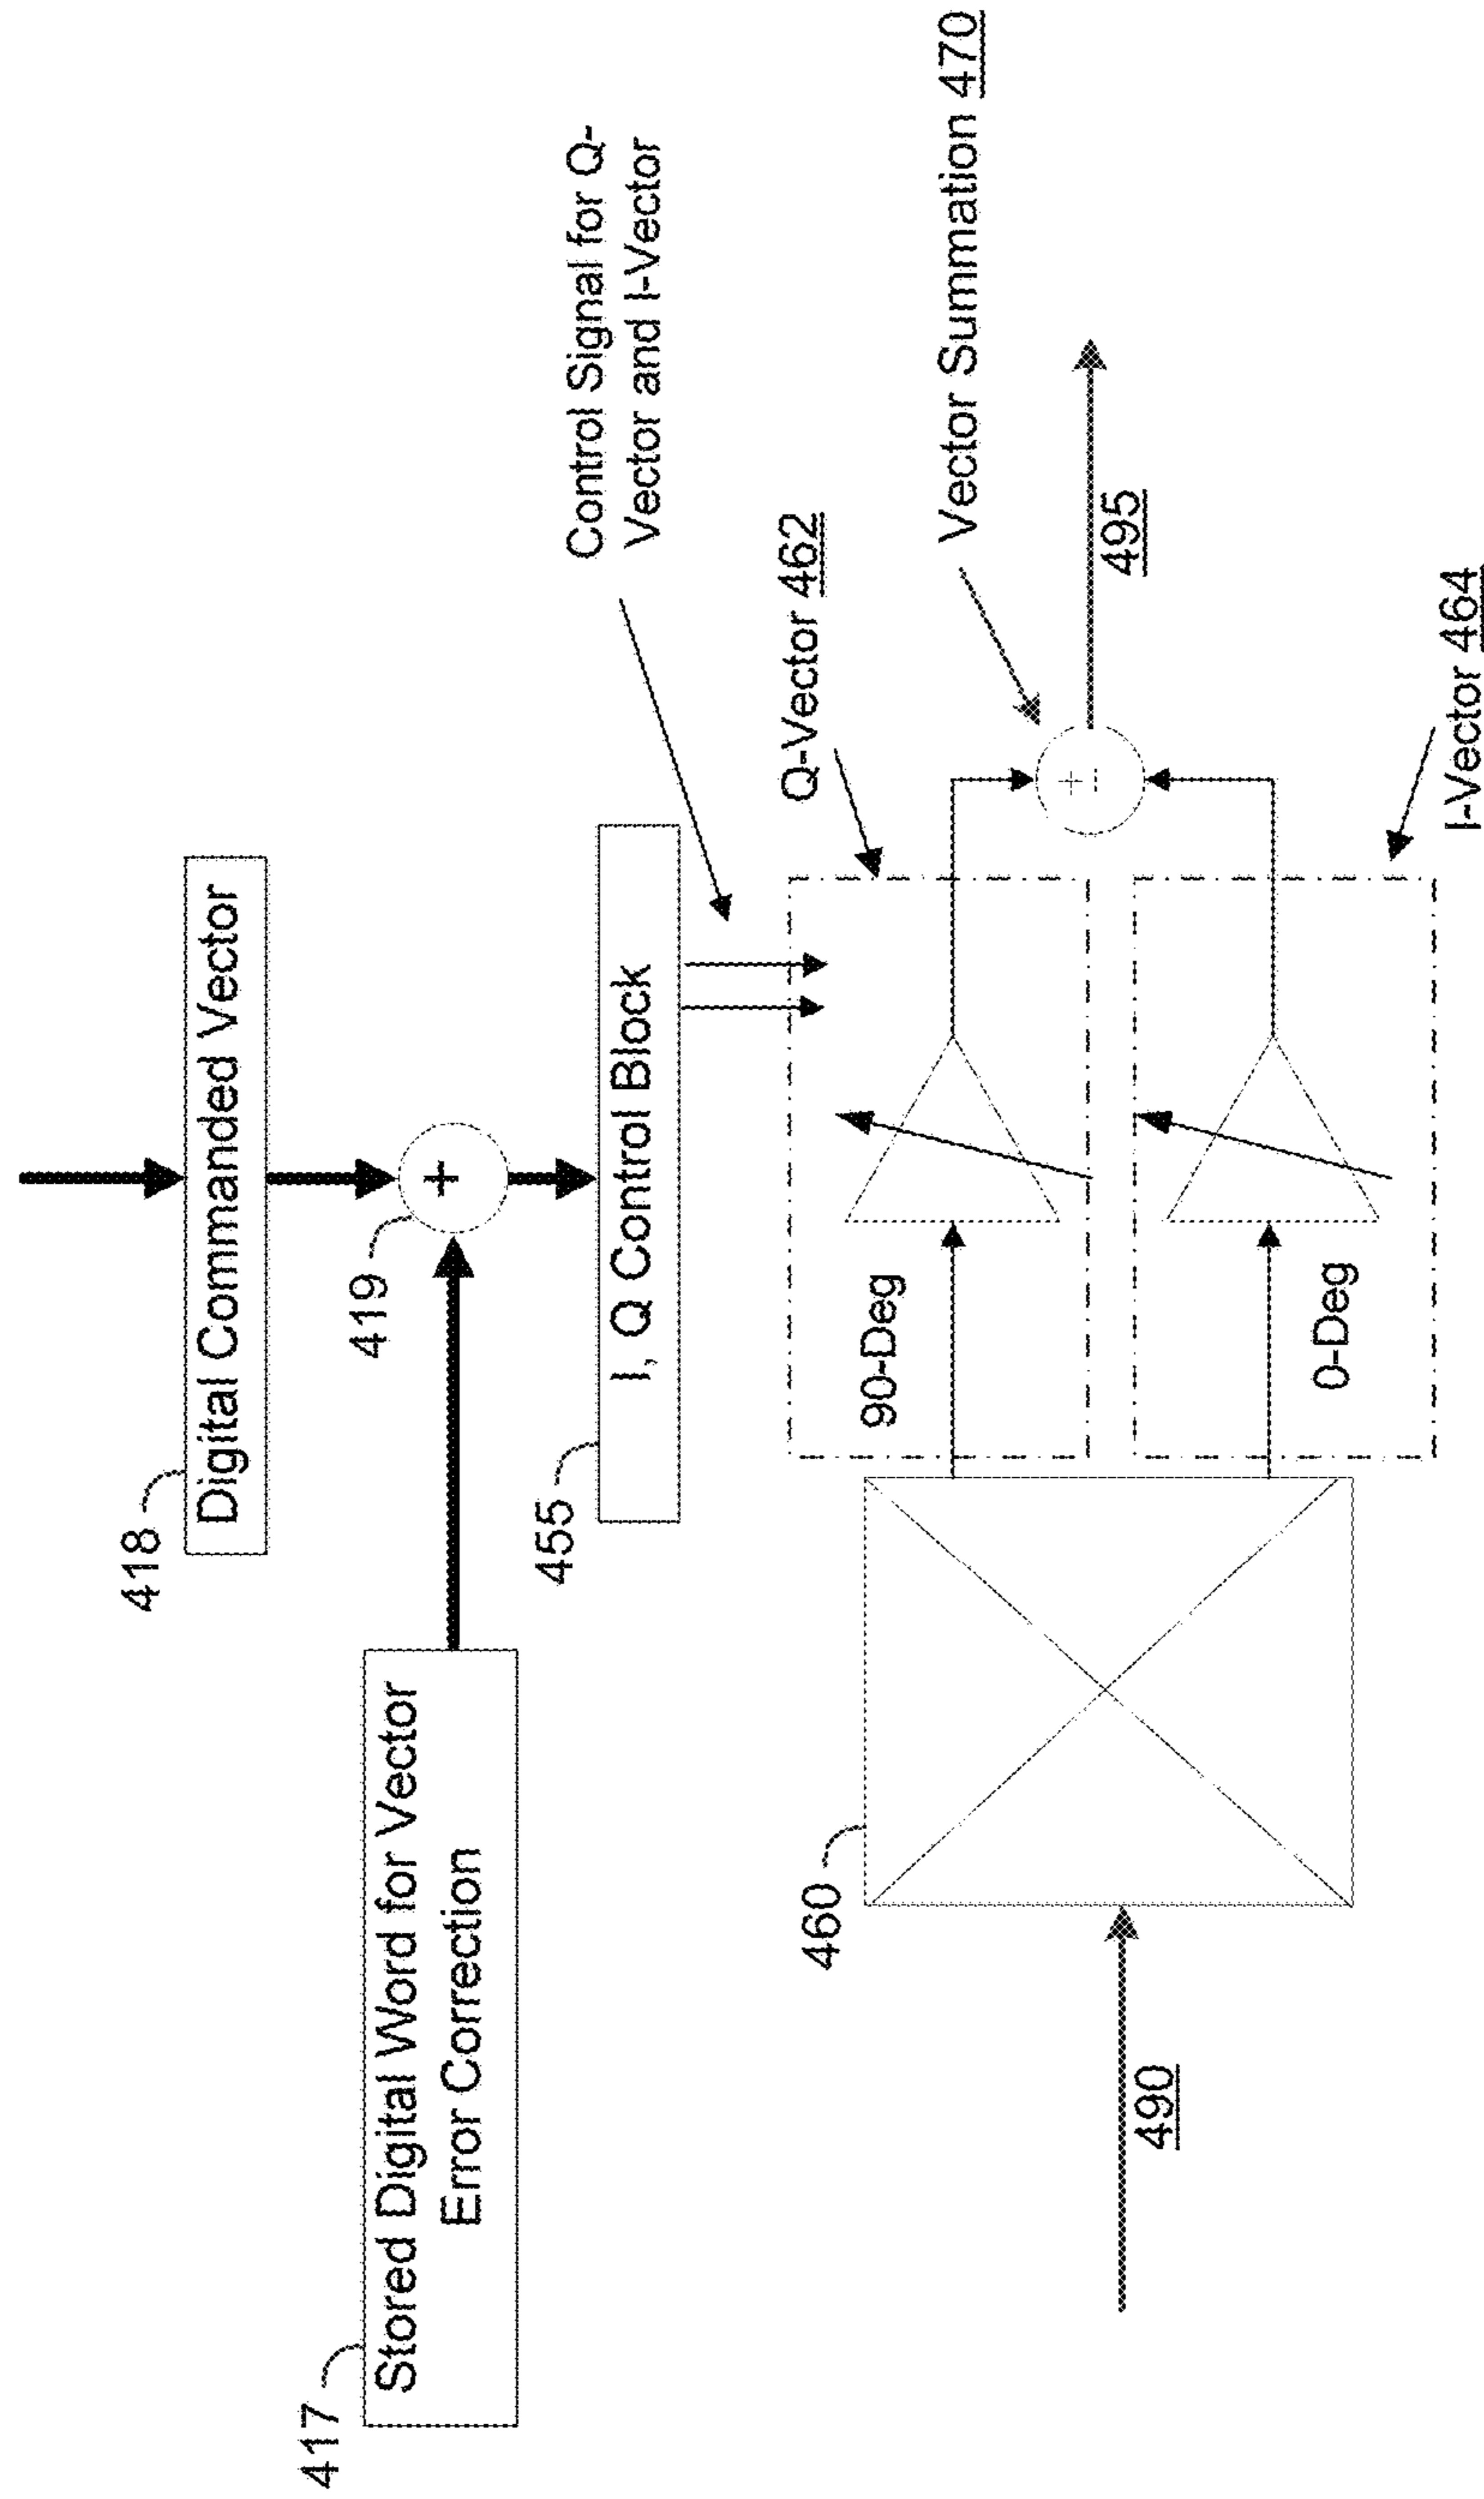 418
Digital Commanded Vector
419
+
417
Stored Digital Word for Vector
Error Correction
455
I, Q Control Block
Control Signal for Q-
Vector and I-Vector
Q-Vector 462
Vector Summation 470
460
90-Deg
0-Deg
+
-
490
495
I-Vector 464